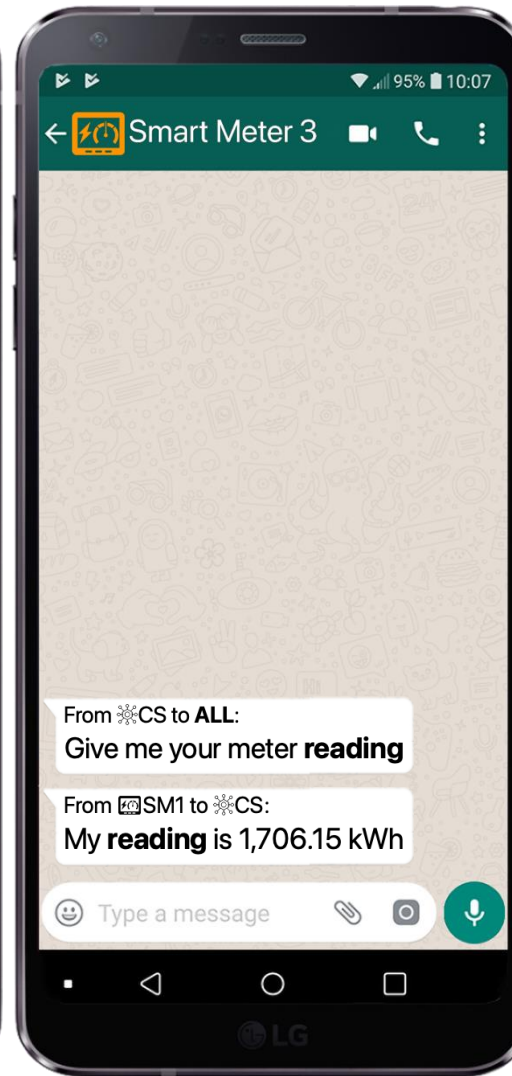 95% 10:07
Smart Meter 3
From CS to ALL:
Give me your meter reading
From SM1 to CS:
My reading is 1,706.15 kWh
Type a message
LG